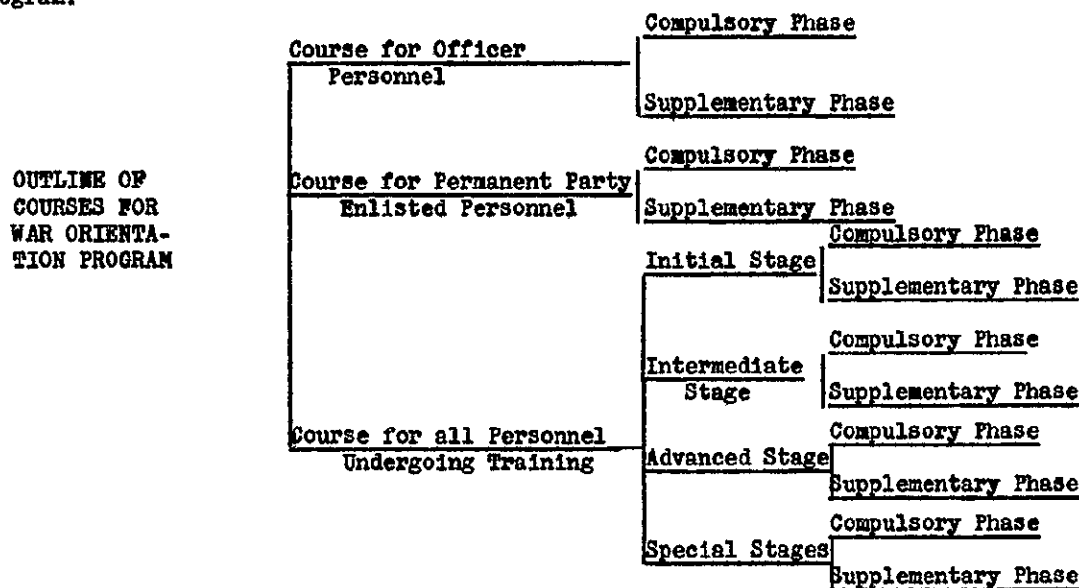 ogram.
Compulsory Phase
Course for Officer
Personnel
Supplementary Phase
OUTLINE OF
COURSES FOR
WAR ORIENTA-
TION PROGRAM
Compulsory Phase
Course for Permanent Party
Enlisted Personnel
Supplementary Phase
Course for all Personnel
Undergoing Training
Initial Stage
Compulsory Phase
Supplementary Phase
Intermediate
Stage
Compulsory Phase
Supplementary Phase
Advanced Stage
Compulsory Phase
Supplementary Phase
Special Stages
Compulsory Phase
Supplementary Phase